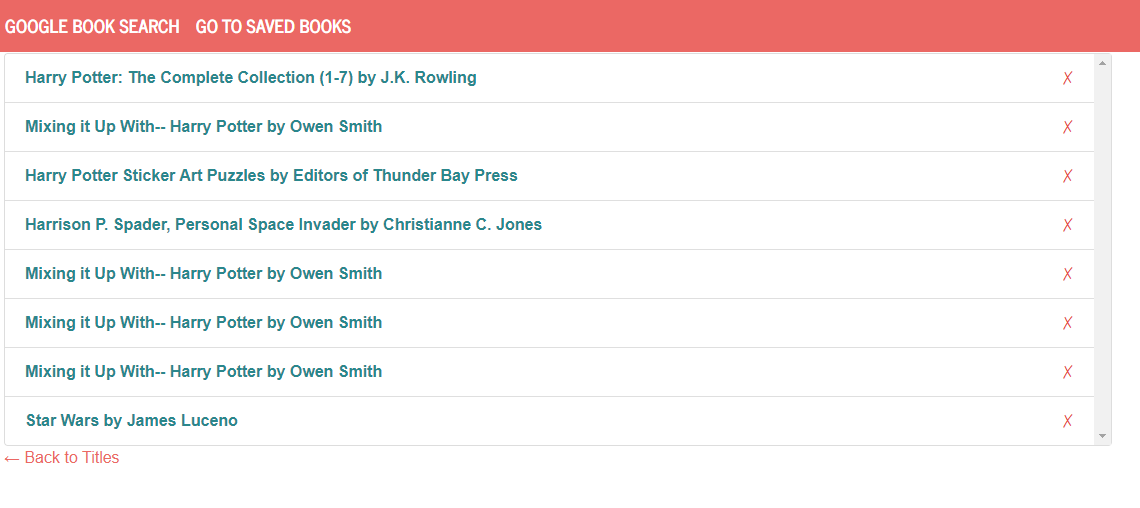 GOOGLE BOOK SEARCH GO TO SAVED BOOKS
Harry Potter: The Complete Collection (1-7) by J.K. Rowling ✗
Mixing it Up With-- Harry Potter by Owen Smith ✗
Harry Potter Sticker Art Puzzles by Editors of Thunder Bay Press ✗
Harrison P. Spader, Personal Space Invader by Christianne C. Jones ✗
Mixing it Up With-- Harry Potter by Owen Smith ✗
Mixing it Up With-- Harry Potter by Owen Smith ✗
Mixing it Up With-- Harry Potter by Owen Smith ✗
Star Wars by James Luceno ✗
← Back to Titles